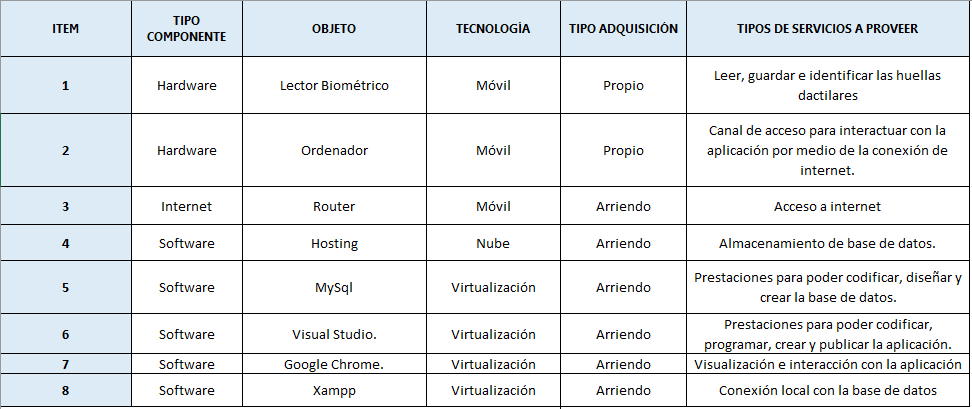 ITEM TIPO COMPONENTE OBJETO TECNOLOGÍA TIPO ADQUISICIÓN TIPOS DE SERVICIOS A PROVEER
1 Hardware Lector Biométrico Móvil Propio Leer, guardar e identificar las huellas
dactilares
2 Hardware Ordenador Móvil Propio Canal de acceso para interactuar con la
aplicación por medio de la conexión de
internet.
3 Internet Router Móvil Arriendo Acceso a internet
4 Software Hosting Nube Arriendo Almacenamiento de base de datos.
5 Software MySql Virtualización Arriendo Prestaciones para poder codificar, diseñar y
crear la base de datos.
6 Software Visual Studio. Virtualización Arriendo Prestaciones para poder codificar,
programar, crear y publicar la aplicación.
7 Software Google Chrome. Virtualización Arriendo Visualización e interacción con la aplicación
8 Software Xampp Virtualización Arriendo Conexión local con la base de datos